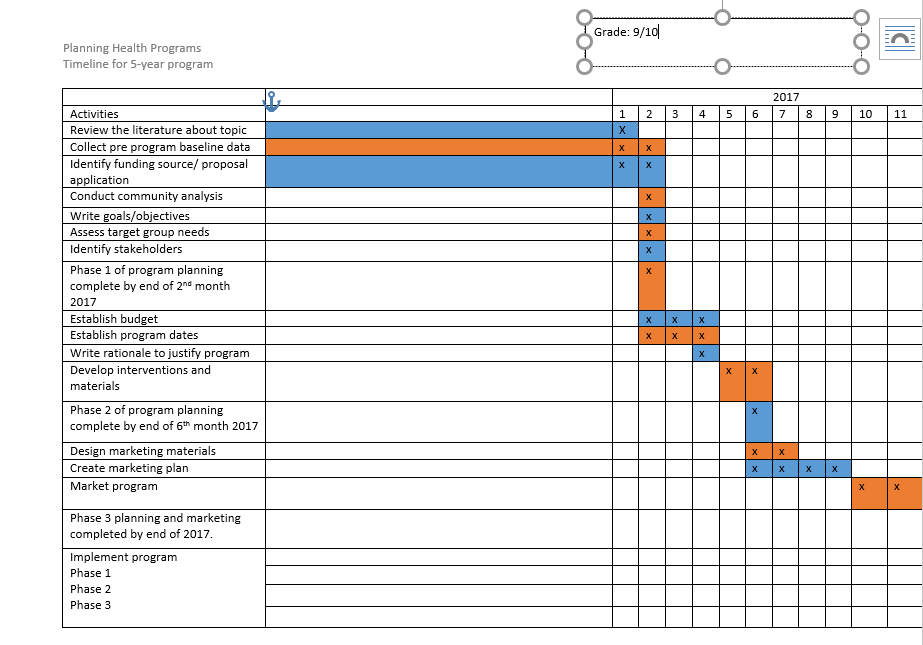 Grade: 9/10
Planning Health Programs
Timeline for 5-year program
2017
Activities 1 2 3 4 5 6 7 8 9 10 11
Review the literature about topic X
Collect pre program baseline data x x
Identify funding source/ proposal x x
application
Conduct community analysis x
Write goals/objectives x
Assess target group needs x
Identify stakeholders x
Phase 1 of program planning x
complete by end of 2nd month
2017
Establish budget x x x
Establish program dates x x x
Write rationale to justify program x
Develop interventions and x x
materials
Phase 2 of program planning x
complete by end of 6th month 2017
Design marketing materials x x
Create marketing plan x x x x
Market program x x
Phase 3 planning and marketing
completed by end of 2017.
Implement program
Phase 1
Phase 2
Phase 3